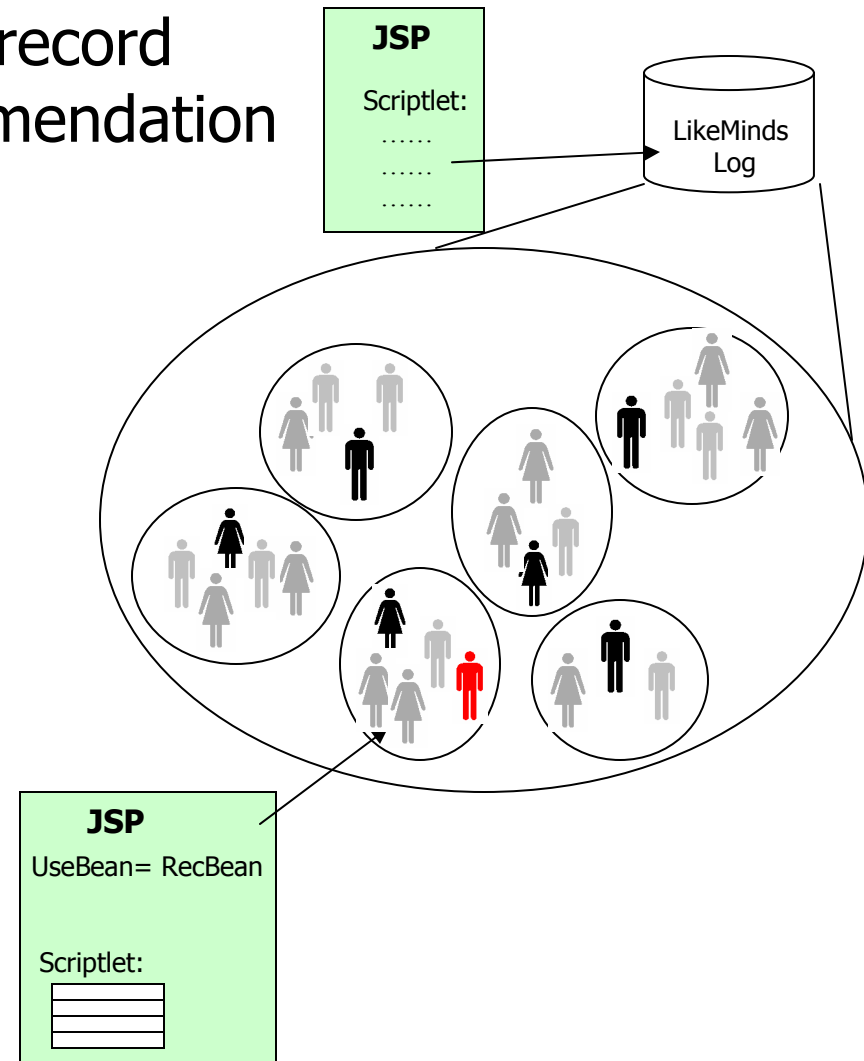 record
mendation
JSP
Scriptlet:
......
......
......
LikeMinds
Log
JSP
UseBean= RecBean
Scriptlet: